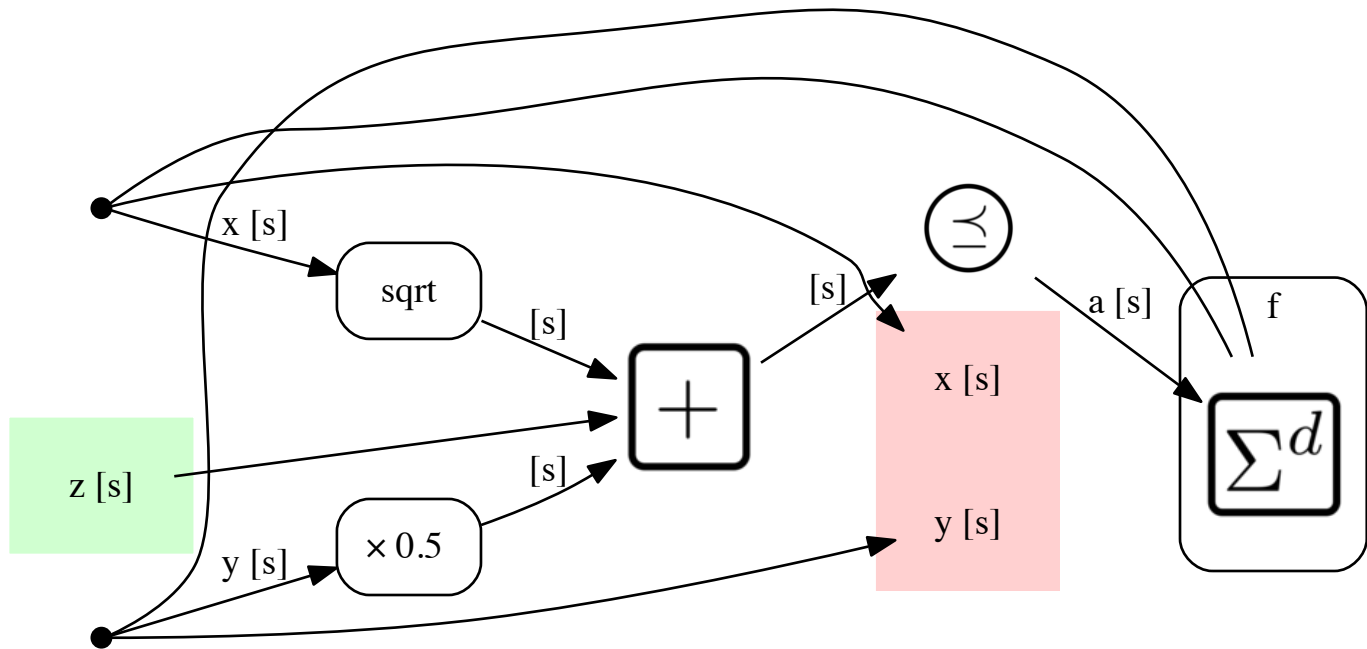 x [s]
sqrt
[s]
z [s]
y [s]
× 0.5
[s]
+
[s]
⪯
x [s]
y [s]
a [s]
f
Σ^d